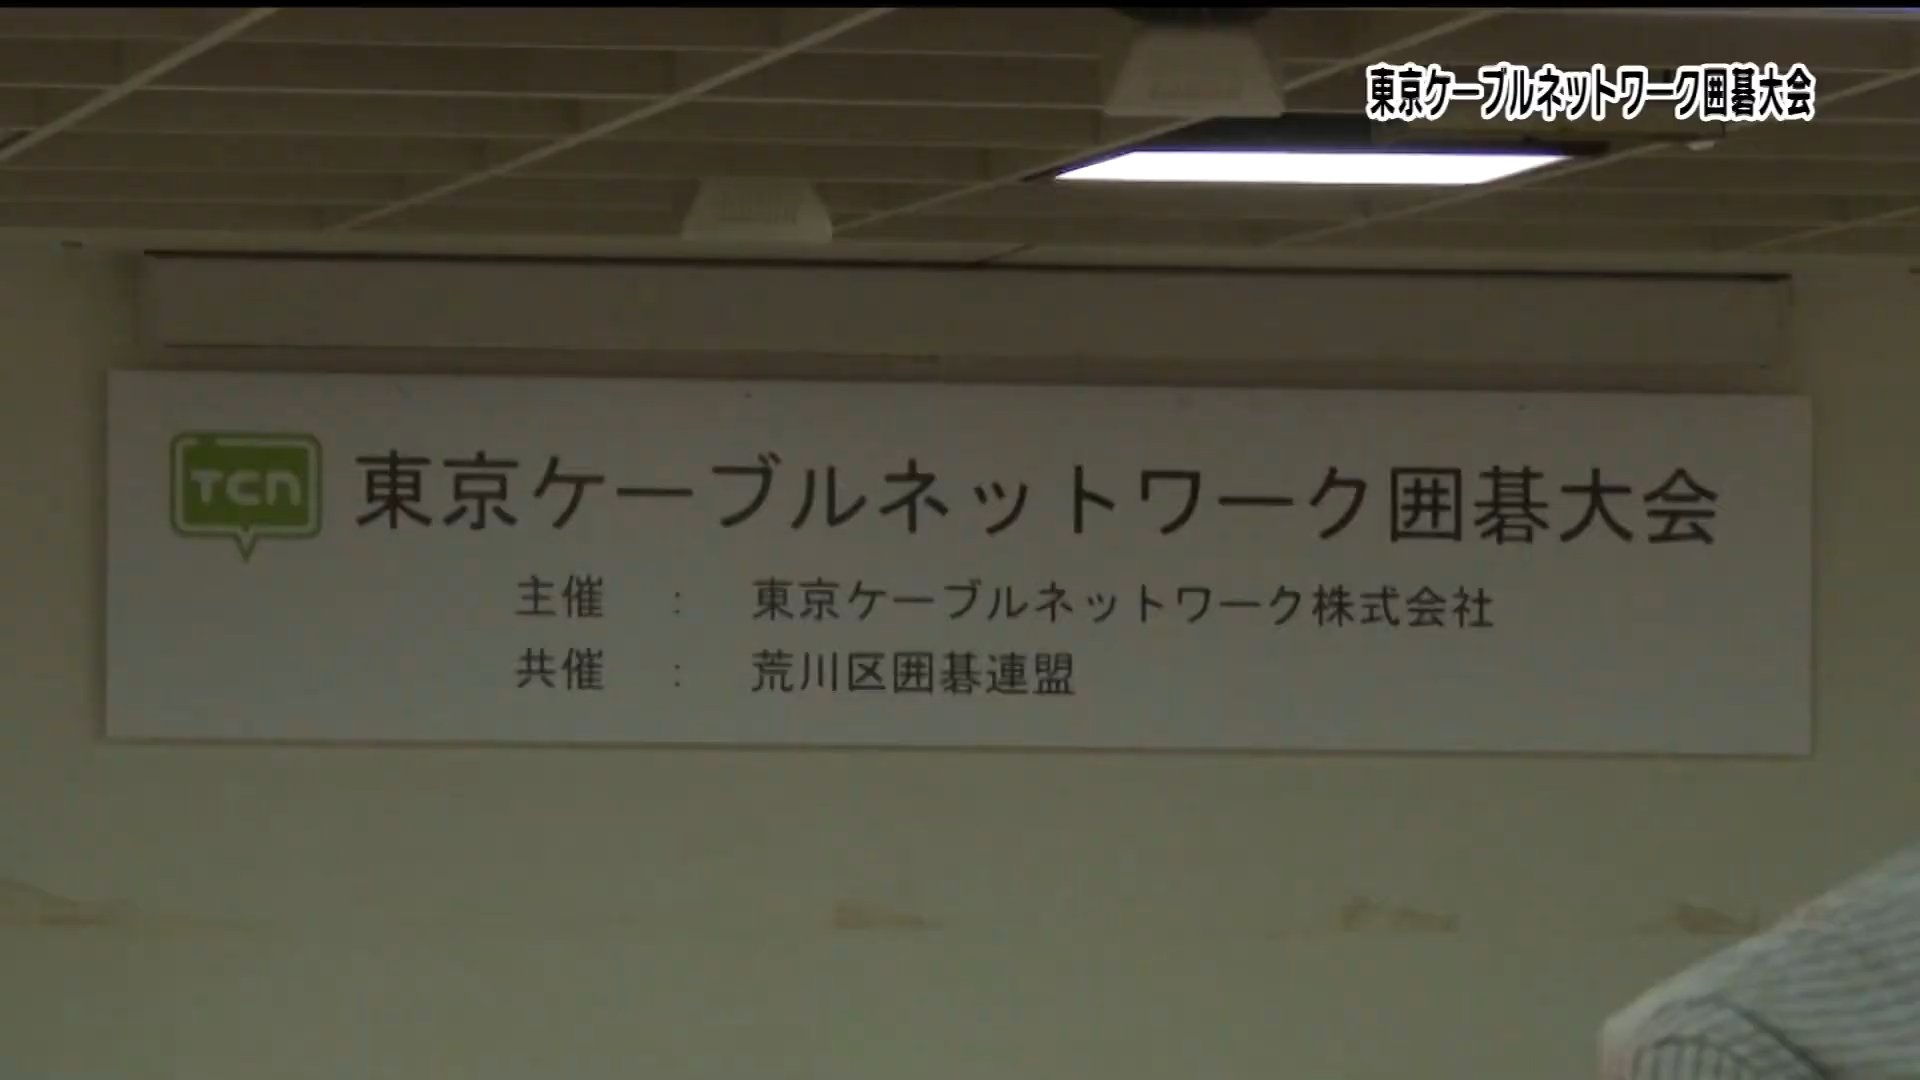 東京ケーブルネットワーク囲碁大会
TCN 東京ケーブルネットワーク囲碁大会
主催 : 東京ケーブルネットワーク株式会社
共催 : 荒川区囲碁連盟